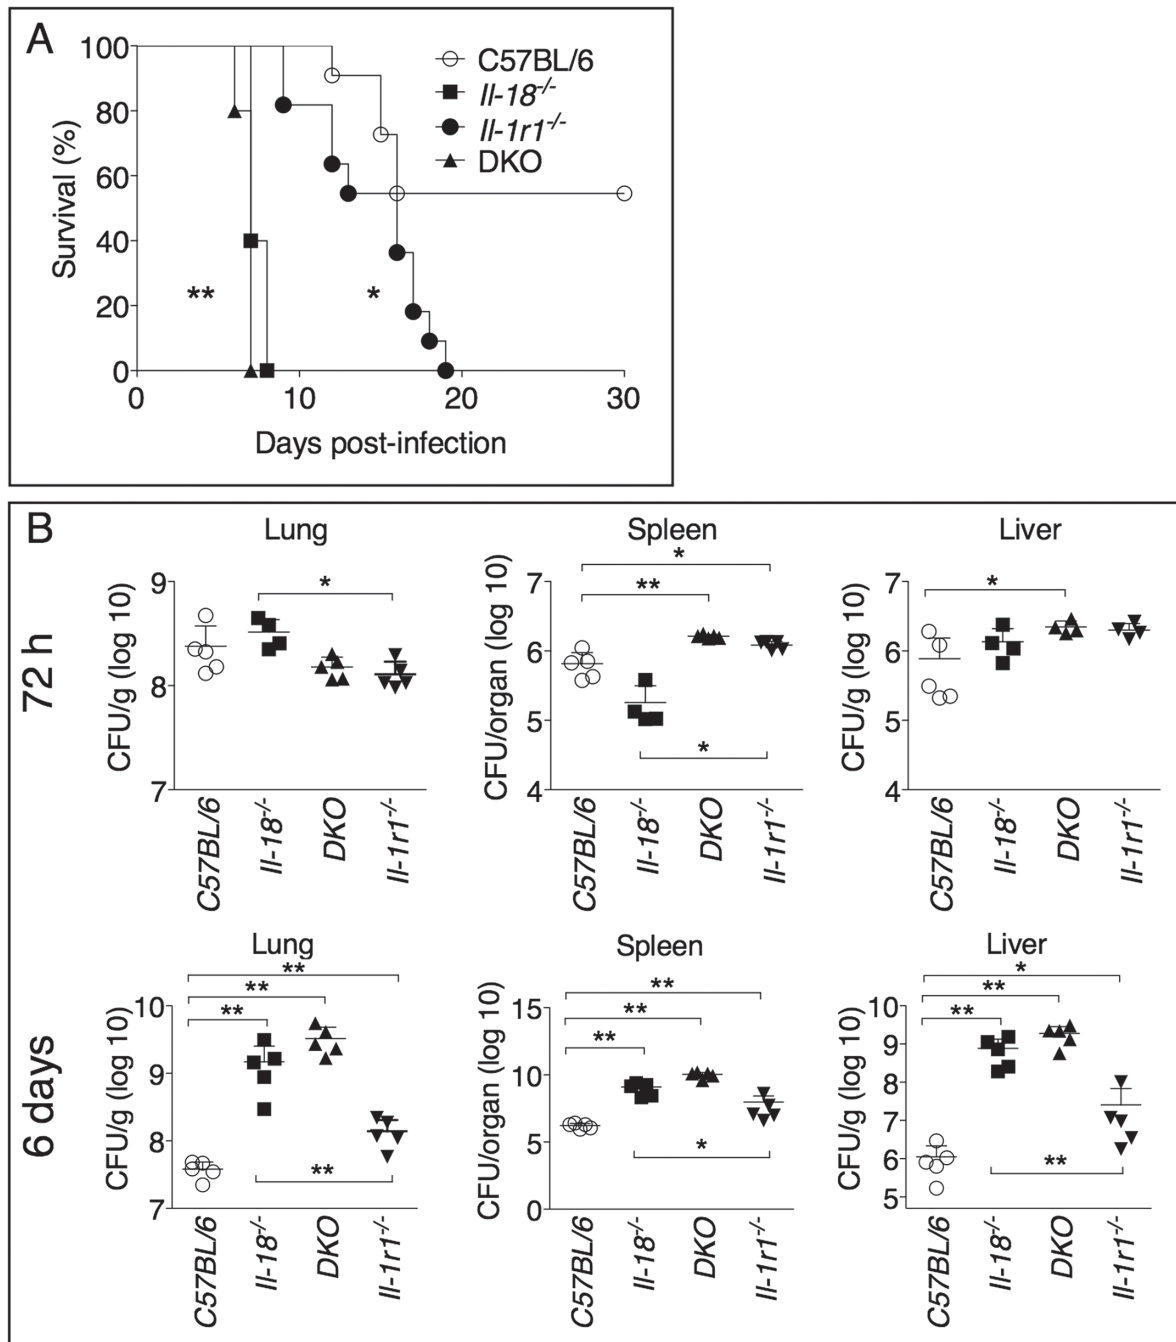 A
C57BL/6
Il-18-/-
Il-1r1-/-
DKO
Survival (%)
100
80
60
40
20
0
**
*
0 10 20 30
Days post-infection
B
72 h
Lung
CFU/g (log 10)
9
8
7
*
C57BL/6 Il-18-/- DKO Il-1r1-/-
Spleen
CFU/organ (log 10)
7
6
5
4
*
**
*
C57BL/6 Il-18-/- DKO Il-1r1-/-
Liver
CFU/g (log 10)
7
6
5
4
*
C57BL/6 Il-18-/- DKO Il-1r1-/-
6 days
Lung
CFU/g (log 10)
10
9
8
7
**
**
**
**
C57BL/6 Il-18-/- DKO Il-1r1-/-
Spleen
CFU/organ (log 10)
15
10
5
0
**
**
**
*
C57BL/6 Il-18-/- DKO Il-1r1-/-
Liver
CFU/g (log 10)
10
9
8
7
6
5
*
**
**
**
C57BL/6 Il-18-/- DKO Il-1r1-/-